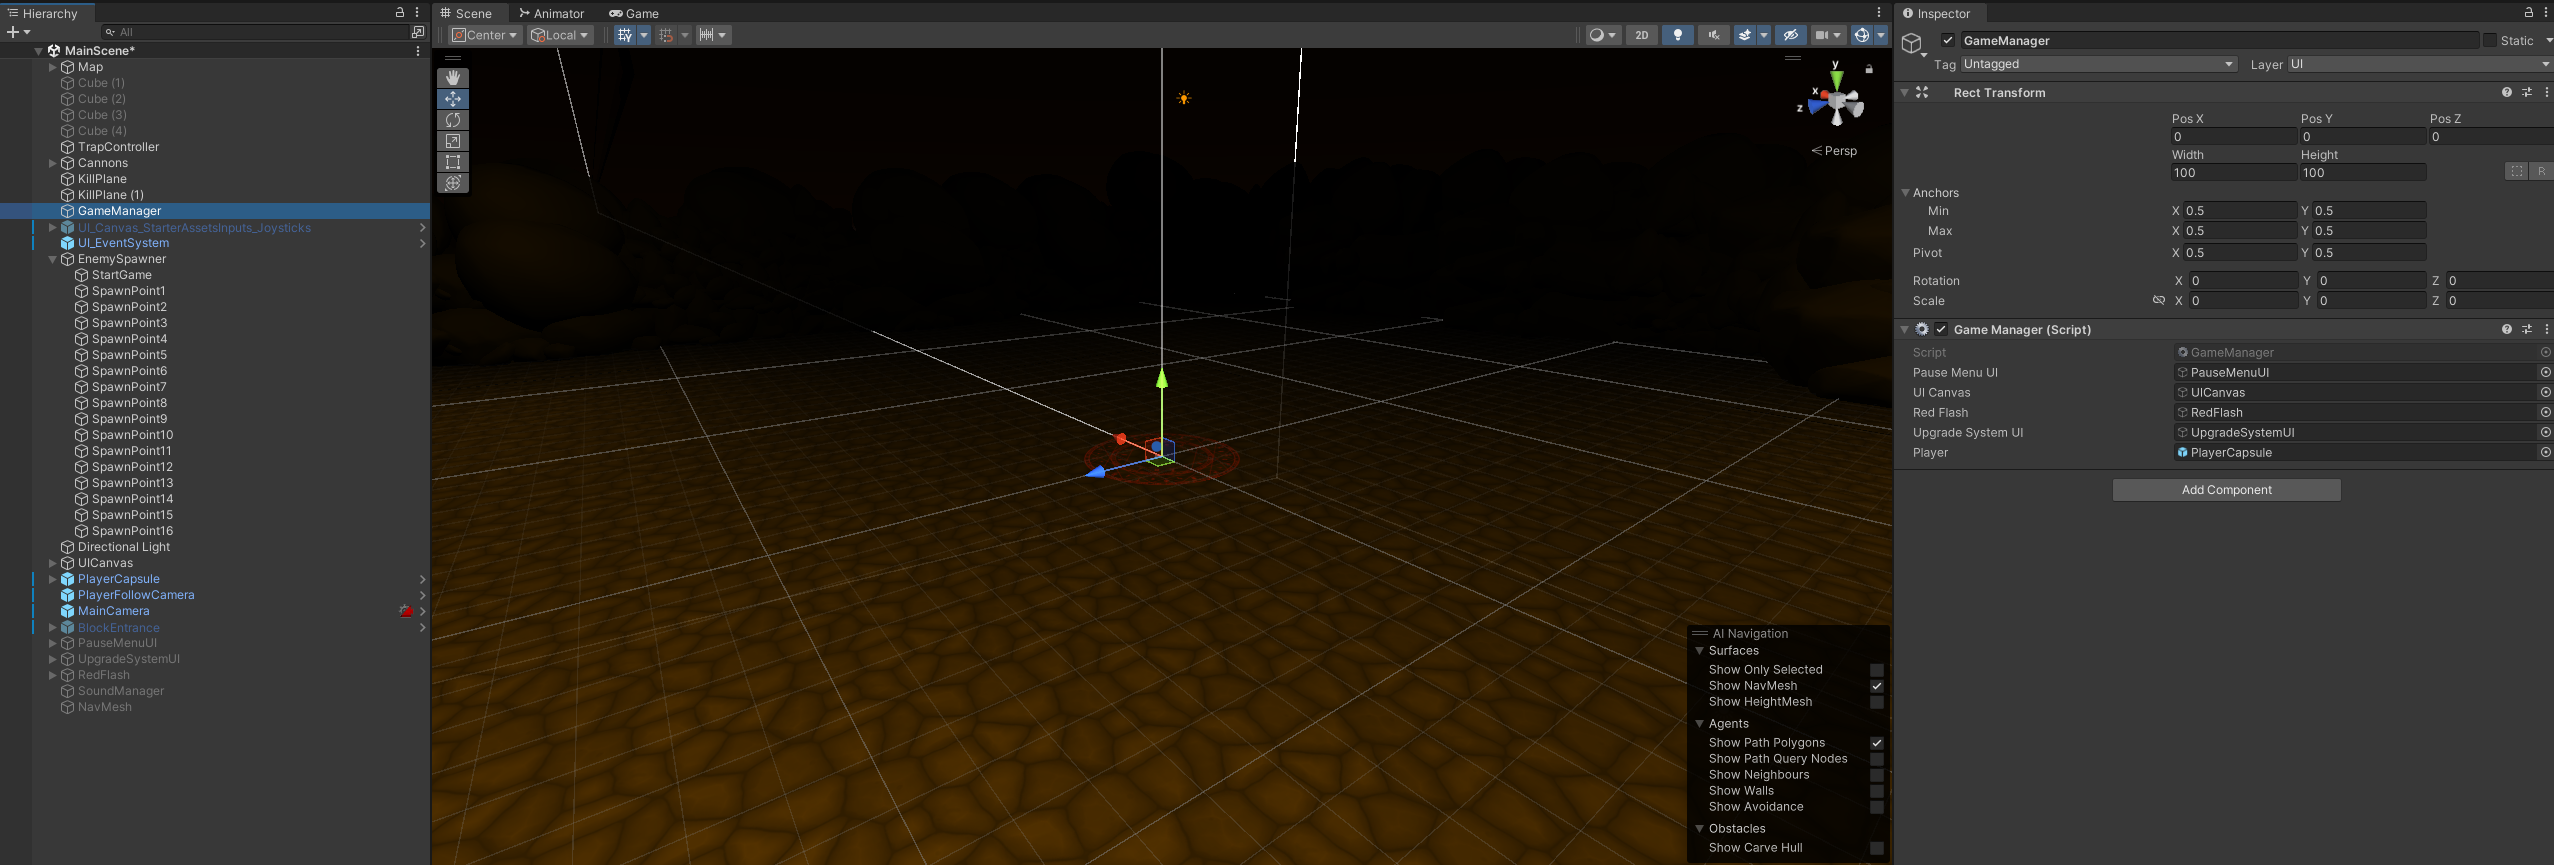 Hierarchy
All
MainScene*
Map
Cube (1)
Cube (2)
Cube (3)
Cube (4)
TrapController
Cannons
KillPlane
KillPlane (1)
GameManager
UI_Canvas_StarterAssetsInputs_Joysticks
UI_EventSystem
EnemySpawner
StartGame
SpawnPoint1
SpawnPoint2
SpawnPoint3
SpawnPoint4
SpawnPoint5
SpawnPoint6
SpawnPoint7
SpawnPoint8
SpawnPoint9
SpawnPoint10
SpawnPoint11
SpawnPoint12
SpawnPoint13
SpawnPoint14
SpawnPoint15
SpawnPoint16
Directional Light
UICanvas
PlayerCapsule
PlayerFollowCamera
MainCamera
BlockEntrance
PauseMenuUI
UpgradeSystemUI
RedFlash
SoundManager
NavMesh
Scene Animator Game
Center Local 2D
y
x
z
Persp
AI Navigation
Surfaces
Show Only Selected
Show NavMesh
Show HeightMesh
Agents
Show Path Polygons
Show Path Query Nodes
Show Neighbours
Show Walls
Show Avoidance
Obstacles
Show Carve Hull
Inspector
GameManager Static
Tag Untagged Layer UI
Rect Transform
Pos X Pos Y Pos Z
0 0 0
Width Height
100 100 R
Anchors
Min X 0.5 Y 0.5
Max X 0.5 Y 0.5
Pivot X 0.5 Y 0.5
Rotation X 0 Y 0 Z 0
Scale X 0 Y 0 Z 0
Game Manager (Script)
Script GameManager
Pause Menu UI PauseMenuUI
UI Canvas UICanvas
Red Flash RedFlash
Upgrade System UI UpgradeSystemUI
Player PlayerCapsule
Add Component